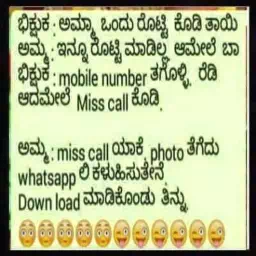 ಭಿಕ್ಷುಕ : ಅಮ್ಮಾ ಒಂದು ರೊಟ್ಟಿ ಕೊಡಿ ತಾಯಿ
ಅಮ್ಮ : ಇನ್ನೂ ರೊಟ್ಟಿ ಮಾಡಿಲ್ಲ, ಆಮೇಲೆ ಬಾ
ಭಿಕ್ಷುಕ : mobile number ತಗೊಳ್ಳಿ, ರೆಡಿ
ಆದಮೇಲೆ Miss call ಕೊಡಿ.
ಅಮ್ಮ : miss call ಯಾಕೆ, photo ತೆಗೆದು
whatsapp ಲಿ ಕಳುಹಿಸುತೇನೆ,
Down load ಮಾಡಿಕೊಂಡು ತಿನ್ನು